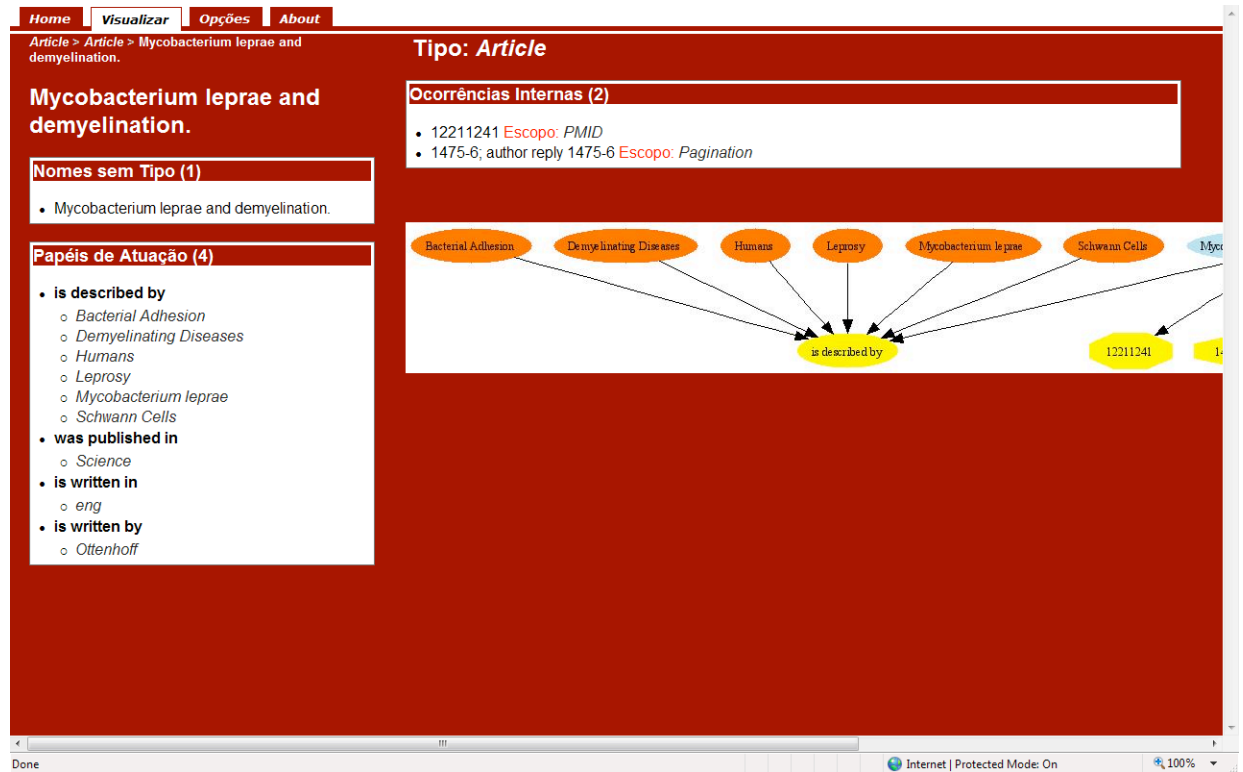 Home Visualizar Opções About
Article > Article > Mycobacterium leprae and
demyelination.
Mycobacterium leprae and
demyelination.
Nomes sem Tipo (1)
• Mycobacterium leprae and demyelination.
Papéis de Atuação (4)
• is described by
o Bacterial Adhesion
o Demyelinating Diseases
o Humans
o Leprosy
o Mycobacterium leprae
o Schwann Cells
• was published in
o Science
• is written in
o eng
• is written by
o Ottenhoff
Tipo: Article
Ocorrências Internas (2)
• 12211241 Escopo: PMID
• 1475-6; author reply 1475-6 Escopo: Pagination
Bacterial Adhesion Demyelinating Diseases Humans Leprosy Mycobacterium leprae Schwann Cells
is described by 12211241
Done Internet | Protected Mode: On 100%